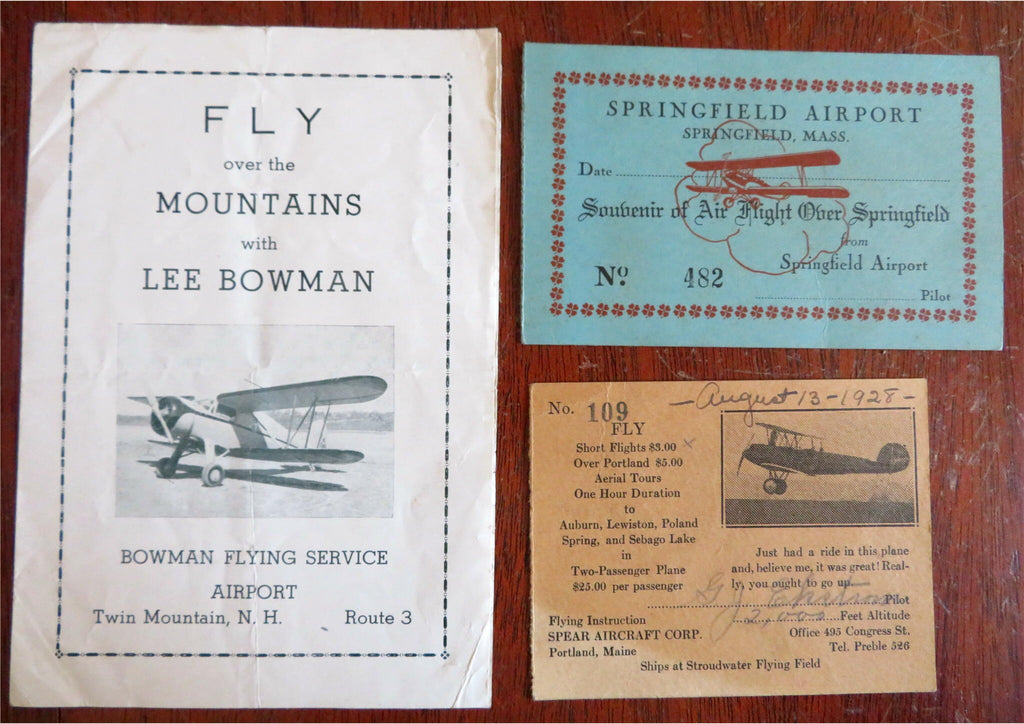 FLY
over the
MOUNTAINS
with
LEE BOWMAN
BOWMAN FLYING SERVICE
AIRPORT
Twin Mountain, N. H. Route 3
SPRINGFIELD AIRPORT
SPRINGFIELD, MASS.
Date
Souvenir of Air Flight Over Springfield
from
Springfield Airport
Nº 482
Pilot
No. 109
—August 13-1928-
FLY
Short Flights $3.00 x
Over Portland $5.00
Aerial Tours
One Hour Duration
to
Auburn, Lewiston, Poland
Spring, and Sebago Lake
in
Two-Passenger Plane
$25.00 per passenger
Flying Instruction
SPEAR AIRCRAFT CORP.
Portland, Maine
Just had a ride in this plane
and, believe me, it was great! Real-
ly, you ought to go up.
Pilot
2,000 Feet Altitude
Office 495 Congress St.
Tel. Preble 526
Ships at Stroudwater Flying Field